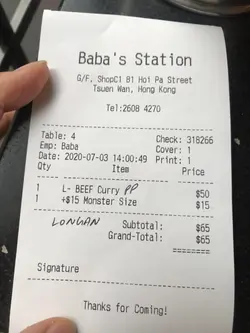 Baba's Station
G/F, ShopC1 81 Hoi Pa Street
Tsuen Wan, Hong Kong
Tel:2608 4270
Table: 4 Check: 318266
Emp: Baba Cover: 1
Date: 2020-07-03 14:00:49 Print: 1
Qty Item Price
1 L- BEEF Curry PP $50
1 +$15 Monster Size $15
LONGAN Subtotal: $65
Grand-Total: $65
========
Signature
Thanks for Coming!